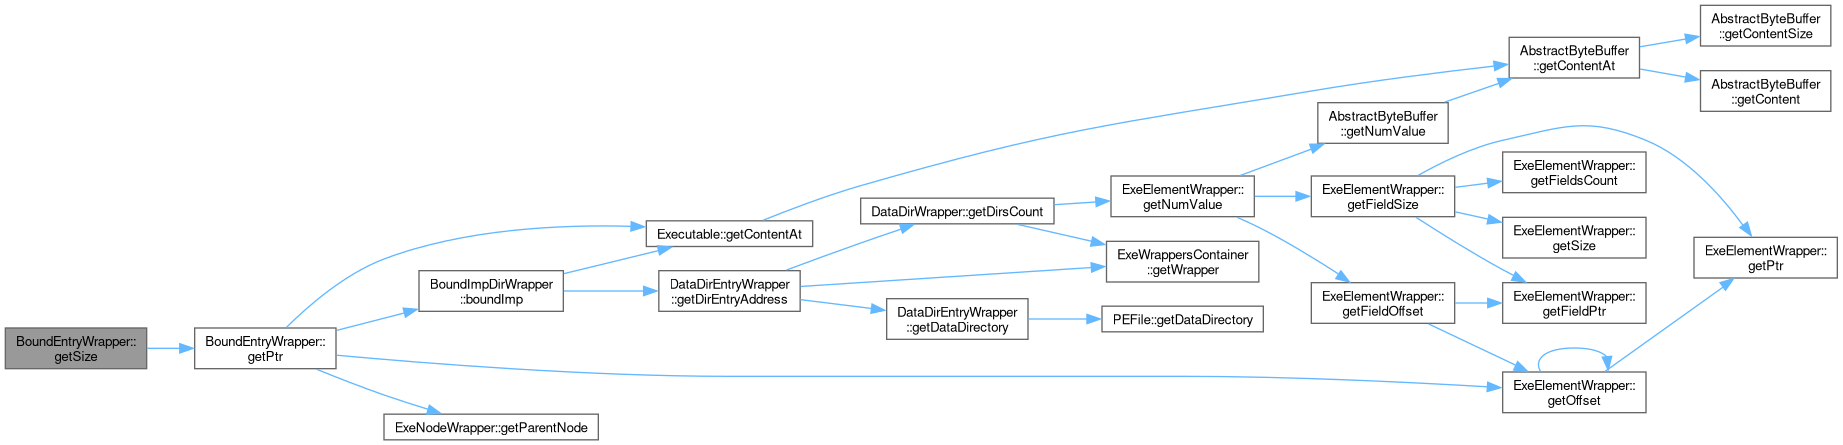 BoundEntryWrapper::
getSize
BoundEntryWrapper::
getPtr
BoundImpDirWrapper
::boundImp
ExeNodeWrapper::getParentNode
Executable::getContentAt
DataDirEntryWrapper
::getDirEntryAddress
DataDirWrapper::getDirsCount
DataDirEntryWrapper
::getDataDirectory
ExeElementWrapper::
getNumValue
ExeWrappersContainer
::getWrapper
PEFile::getDataDirectory
AbstractByteBuffer
::getNumValue
ExeElementWrapper::
getFieldSize
ExeElementWrapper::
getFieldOffset
AbstractByteBuffer
::getContentAt
ExeElementWrapper::
getFieldsCount
ExeElementWrapper::
getSize
ExeElementWrapper::
getFieldPtr
ExeElementWrapper::
getOffset
AbstractByteBuffer
::getContentSize
AbstractByteBuffer
::getContent
ExeElementWrapper::
getPtr